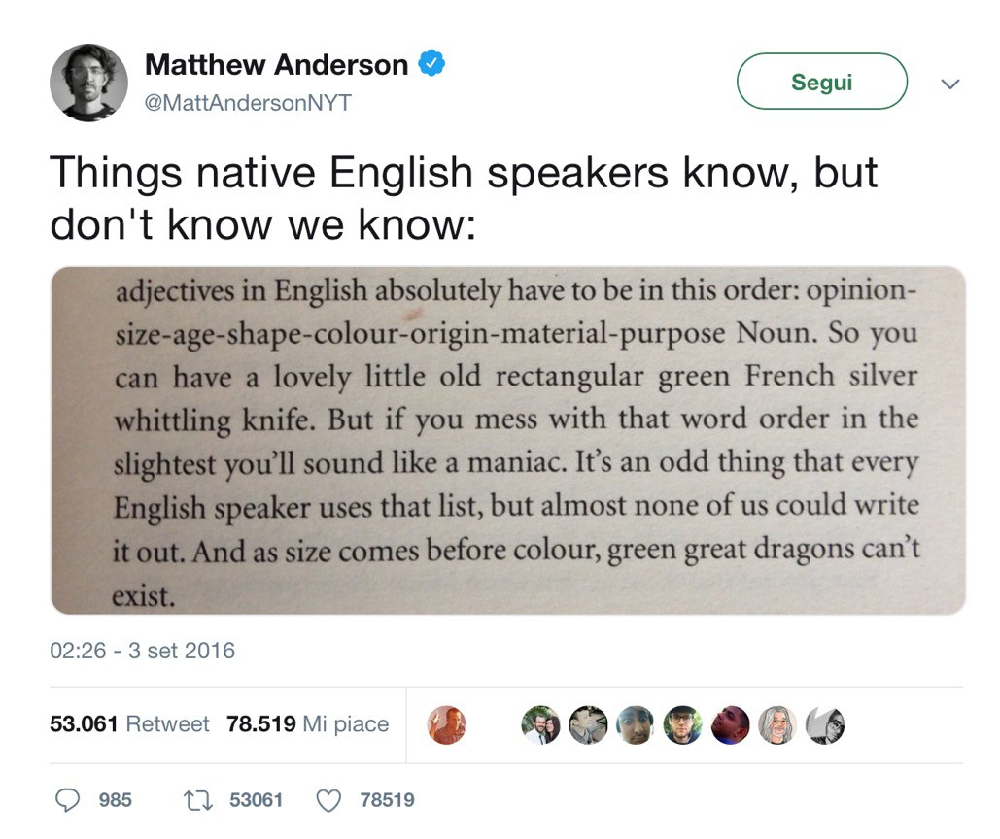 Matthew Anderson
@MattAndersonNYT
Segui
Things native English speakers know, but
don't know we know:
adjectives in English absolutely have to be in this order: opinion-
size-age-shape-colour-origin-material-purpose Noun. So you
can have a lovely little old rectangular green French silver
whittling knife. But if you mess with that word order in the
slightest you’ll sound like a maniac. It’s an odd thing that every
English speaker uses that list, but almost none of us could write
it out. And as size comes before colour, green great dragons can’t
exist.
02:26 - 3 set 2016
53.061 Retweet 78.519 Mi piace
985 53061 78519